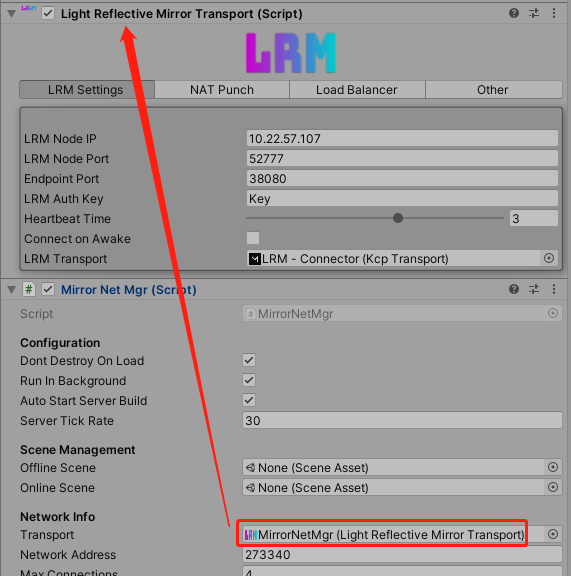 LRM
Light Reflective Mirror Transport (Script)
LRM
LRM Settings NAT Punch Load Balancer Other
LRM Node IP 10.22.57.107
LRM Node Port 52777
Endpoint Port 38080
LRM Auth Key Key
Heartbeat Time 3
Connect on Awake
LRM Transport LRM - Connector (Kcp Transport)
# Mirror Net Mgr (Script)
Script # MirrorNetMgr
Configuration
Dont Destroy On Load
Run In Background
Auto Start Server Build
Server Tick Rate 30
Scene Management
Offline Scene None (Scene Asset)
Online Scene None (Scene Asset)
Network Info
Transport LRM MirrorNetMgr (Light Reflective Mirror Transport)
Network Address 273340
Max Connections 4